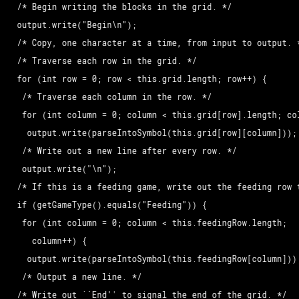 /* Begin writing the blocks in the grid. */
output.write("Begin\n");
/* Copy, one character at a time, from input to output.
/* Traverse each row in the grid. */
for (int row = 0; row < this.grid.length; row++) {
/* Traverse each column in the row. */
for (int column = 0; column < this.grid[row].length; col
output.write(parseIntoSymbol(this.grid[row][column]));
/* Write out a new line after every row. */
output.write("\n");
/* If this is a feeding game, write out the feeding row
if (getGameType().equals("Feeding")) {
for (int column = 0; column < this.feedingRow.length;
column++) {
output.write(parseIntoSymbol(this.feedingRow[column]))
/* Output a new line. */
/* Write out ``End'' to signal the end of the grid. */